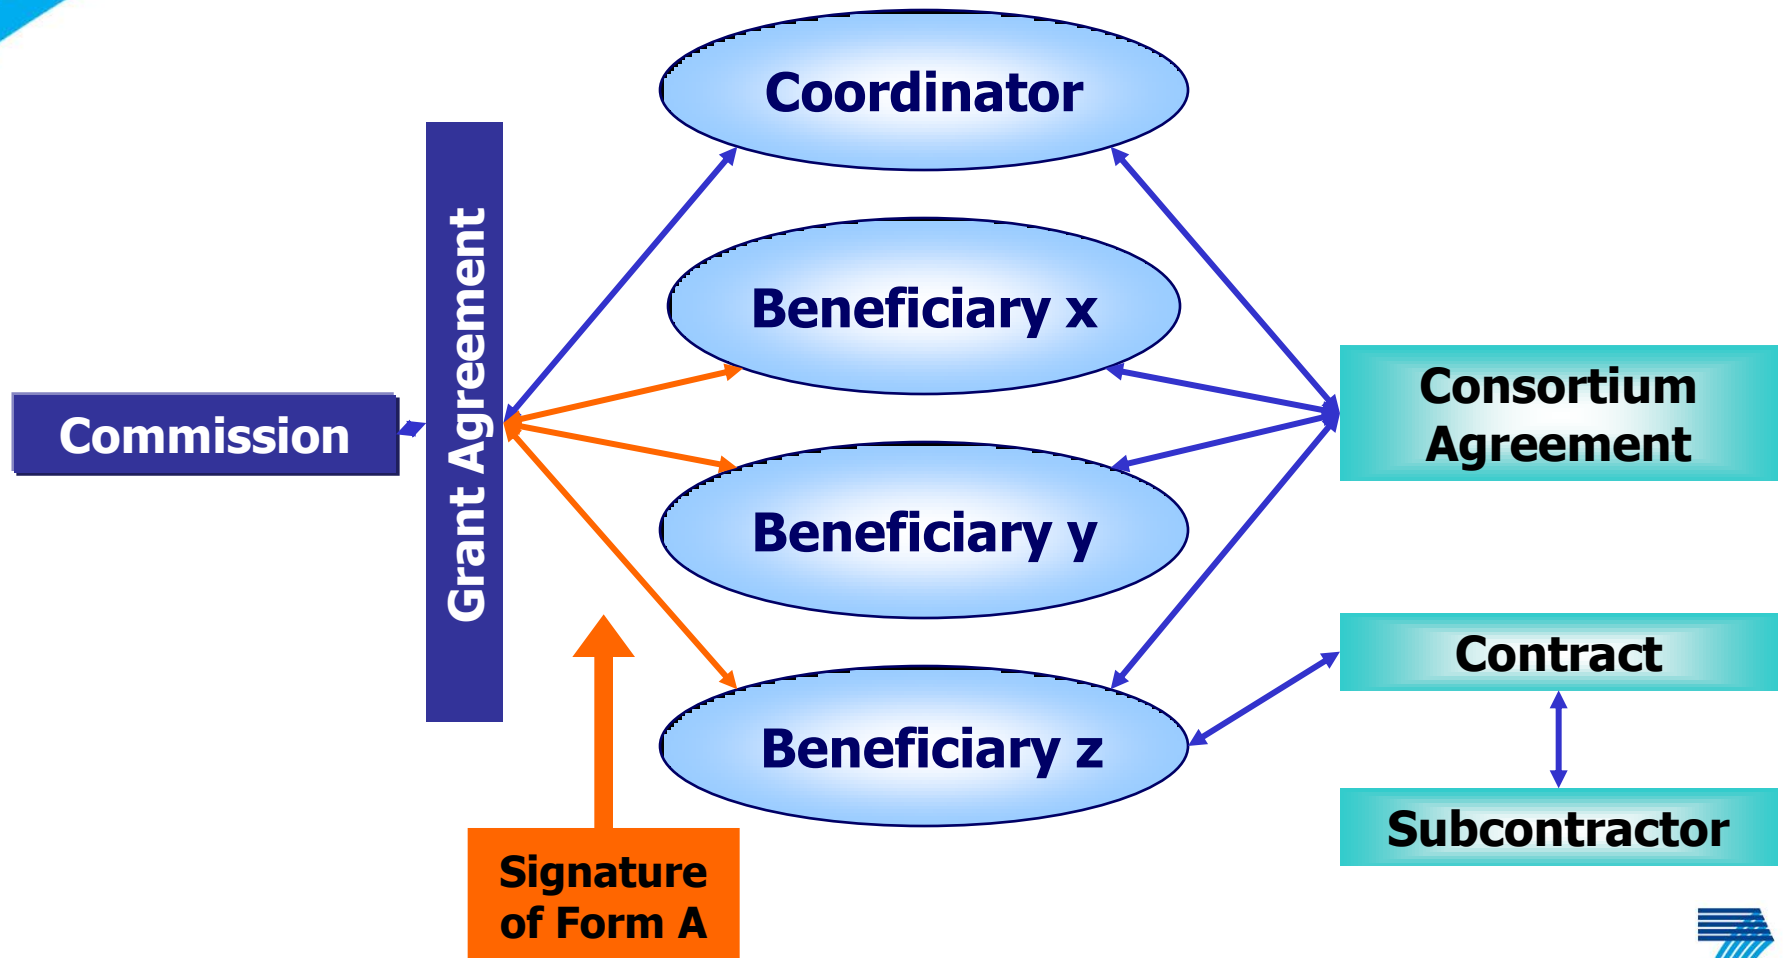 Coordinator
Grant Agreement
Beneficiary x
Commission
Consortium
Agreement
Beneficiary y
Contract
Beneficiary z
Subcontractor
Signature
of Form A